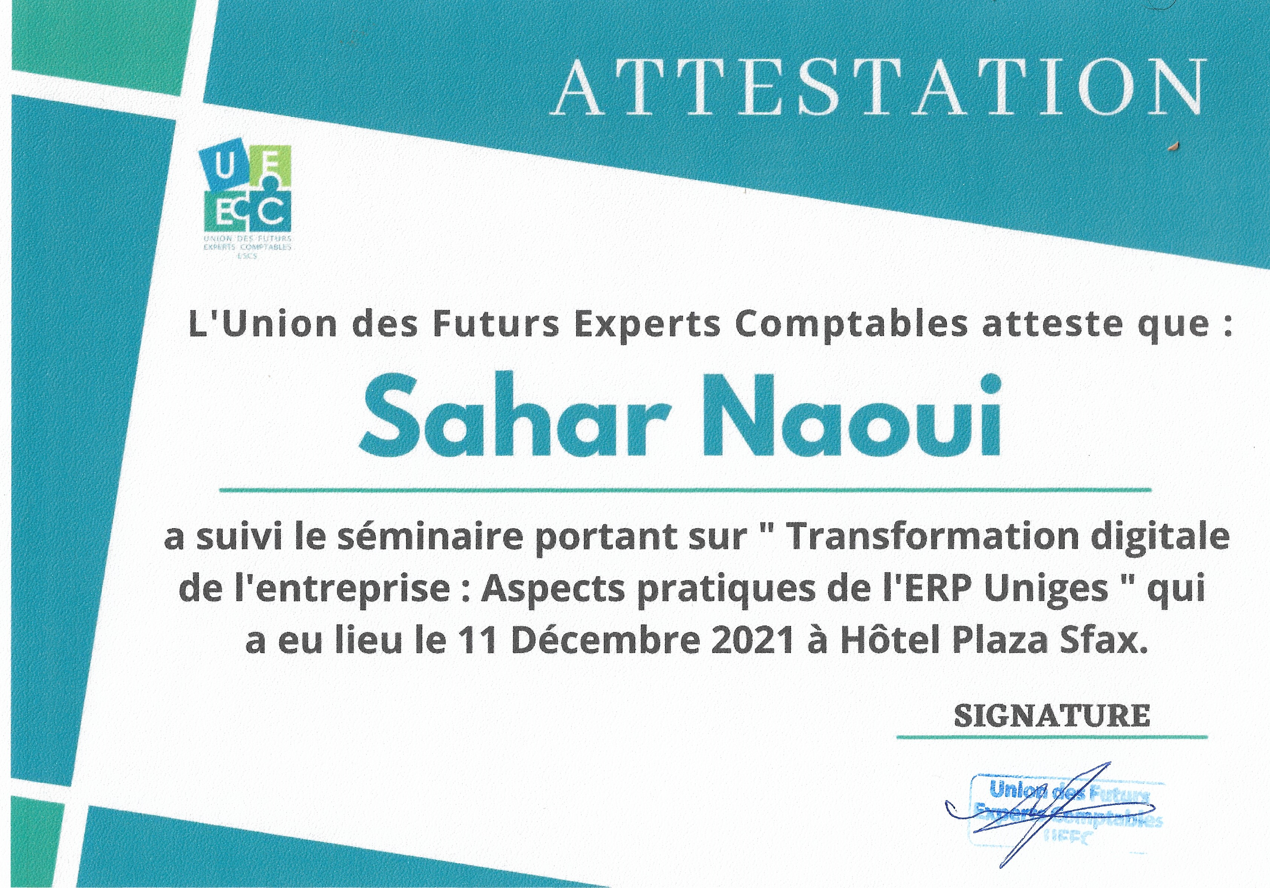 ATTESTATION
U F
EC C
UNION DES FUTURS
EXPERTS COMPTABLES
ESCS
L'Union des Futurs Experts Comptables atteste que :
Sahar Naoui
a suivi le séminaire portant sur " Transformation digitale
de l'entreprise : Aspects pratiques de l'ERP Uniges " qui
a eu lieu le 11 Décembre 2021 à Hôtel Plaza Sfax.
SIGNATURE
Union des Futurs
Experts Comptables
UFEC